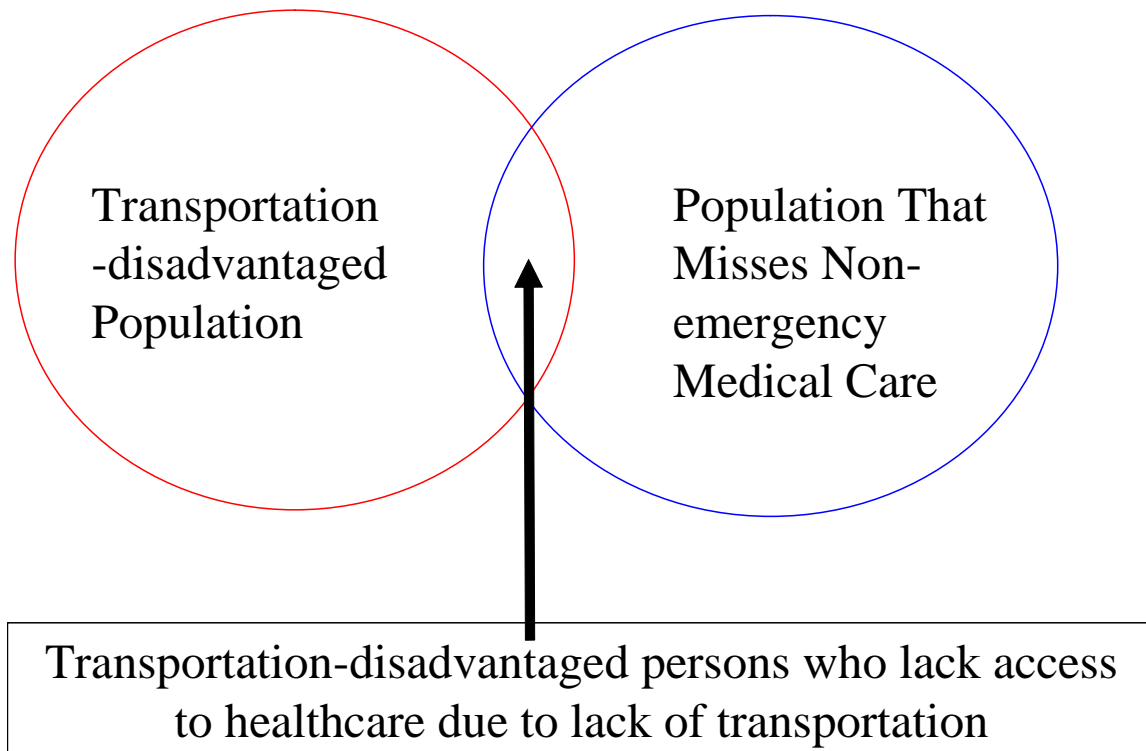 Transportation
-disadvantaged
Population
Population That
Misses Non-
emergency
Medical Care
Transportation-disadvantaged persons who lack access
to healthcare due to lack of transportation